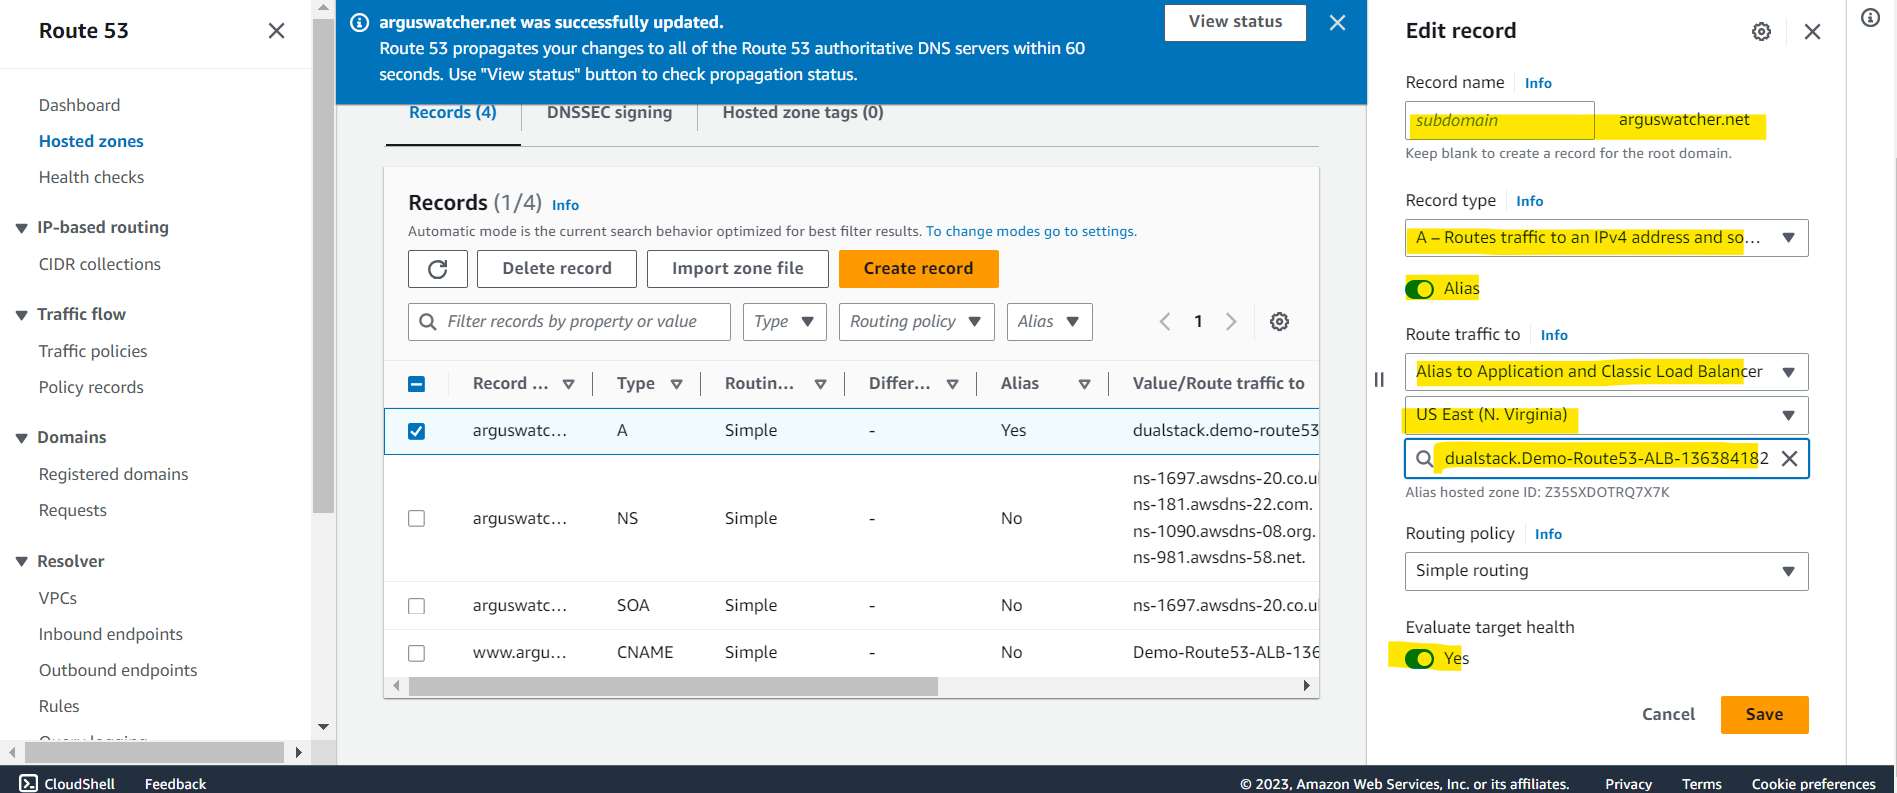 Route 53
Dashboard
Hosted zones
Health checks
IP-based routing
CIDR collections
Traffic flow
Traffic policies
Policy records
Domains
Registered domains
Requests
Resolver
VPCs
Inbound endpoints
Outbound endpoints
Rules
arguswatcher.net was successfully updated.
Route 53 propagates your changes to all of the Route 53 authoritative DNS servers within 60
seconds. Use "View status" button to check propagation status.
View status
Records (4)
DNSSEC signing
Hosted zone tags (0)
Records (1/4) Info
Automatic mode is the current search behavior optimized for best filter results. To change modes go to settings.
Delete record
Import zone file
Create record
Filter records by property or value
Type
Routing policy
Alias
1
Record ... Type Routin... Differ... Alias Value/Route traffic to
arguswatc... A Simple - Yes dualstack.demo-route53
arguswatc... NS Simple - No
ns-1697.awsdns-20.co.u
ns-181.awsdns-22.com.
ns-1090.awsdns-08.org.
ns-981.awsdns-58.net.
arguswatc... SOA Simple - No ns-1697.awsdns-20.co.u
www.argu... CNAME Simple - No Demo-Route53-ALB-136
Edit record
Record name Info
subdomain arguswatcher.net
Keep blank to create a record for the root domain.
Record type Info
A – Routes traffic to an IPv4 address and so...
Alias
Route traffic to Info
Alias to Application and Classic Load Balancer
US East (N. Virginia)
dualstack.Demo-Route53-ALB-136384182
Alias hosted zone ID: Z35SXDOTRQ7X7K
Routing policy Info
Simple routing
Evaluate target health
Yes
Cancel
Save
CloudShell
Feedback
© 2023, Amazon Web Services, Inc. or its affiliates.
Privacy
Terms
Cookie preferences